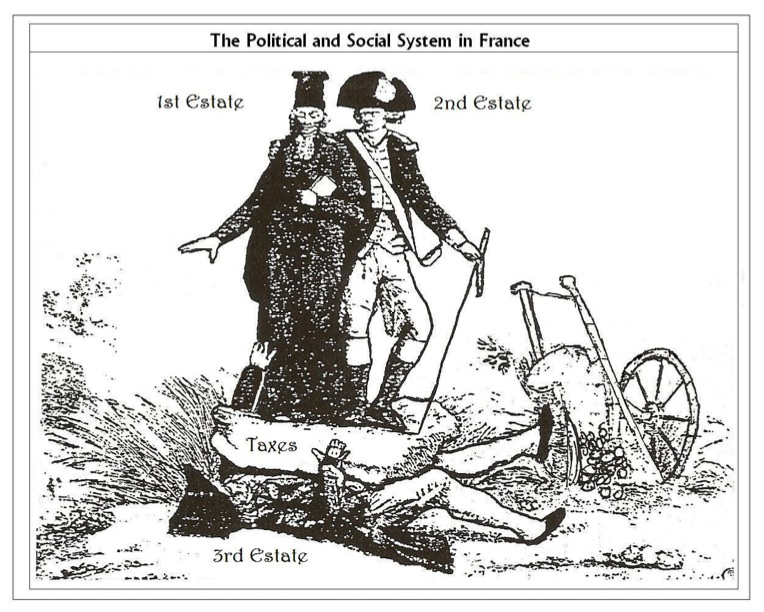 The Political and Social System in France
1st Estate
2nd Estate
Taxes
3rd Estate